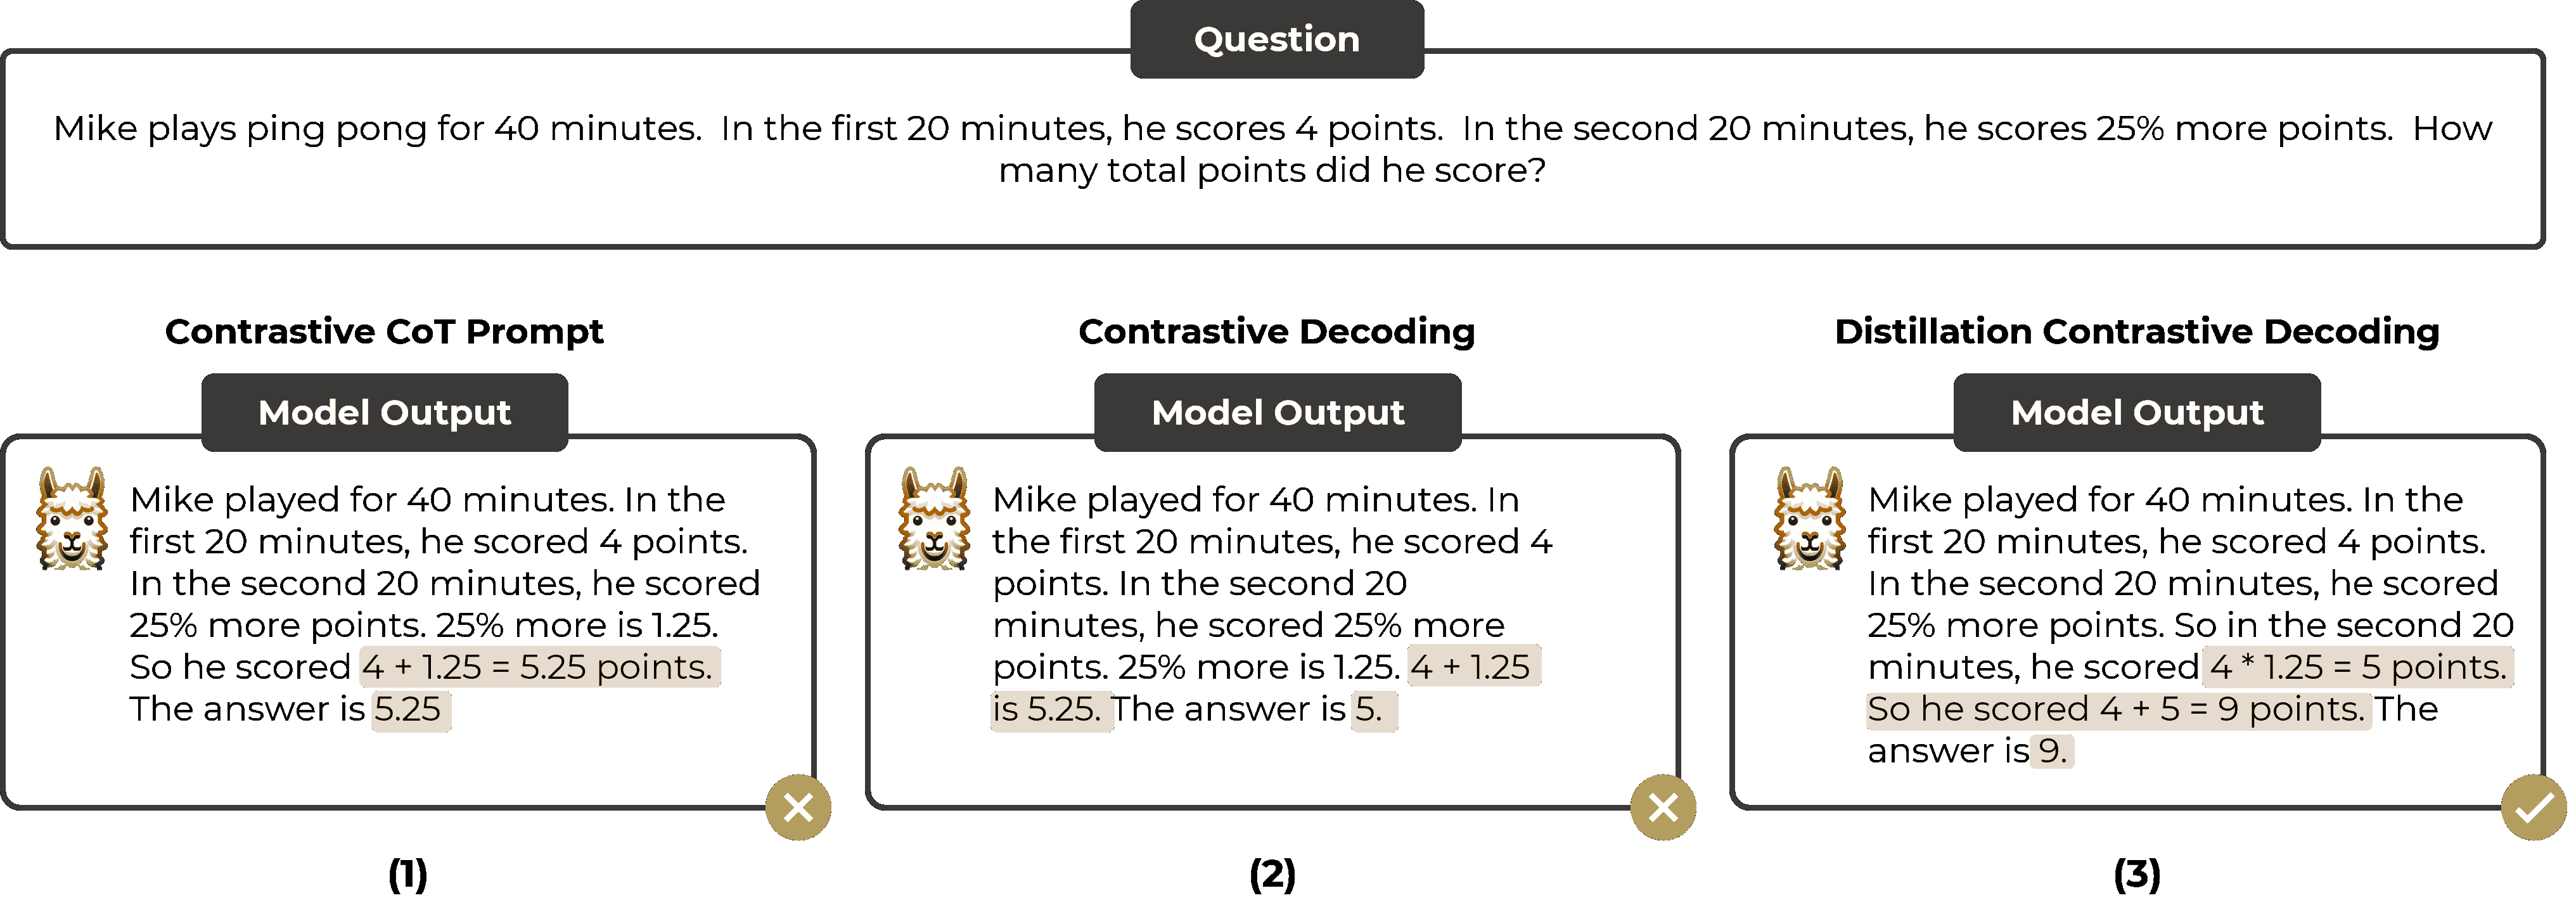 Question
Mike plays ping pong for 40 minutes.  In the first 20 minutes, he scores 4 points.  In the second 20 minutes, he scores 25% more points.  How
many total points did he score?
Contrastive CoT Prompt
Model Output
Mike played for 40 minutes. In the
first 20 minutes, he scored 4 points.
In the second 20 minutes, he scored
25% more points. 25% more is 1.25.
So he scored 4 + 1.25 = 5.25 points.
The answer is 5.25
(1)
Contrastive Decoding
Model Output
Mike played for 40 minutes. In
the first 20 minutes, he scored 4
points. In the second 20
minutes, he scored 25% more
points. 25% more is 1.25. 4 + 1.25
is 5.25. The answer is 5.
(2)
Distillation Contrastive Decoding
Model Output
Mike played for 40 minutes. In the
first 20 minutes, he scored 4 points.
In the second 20 minutes, he scored
25% more points. So in the second 20
minutes, he scored 4 * 1.25 = 5 points.
So he scored 4 + 5 = 9 points. The
answer is 9.
(3)